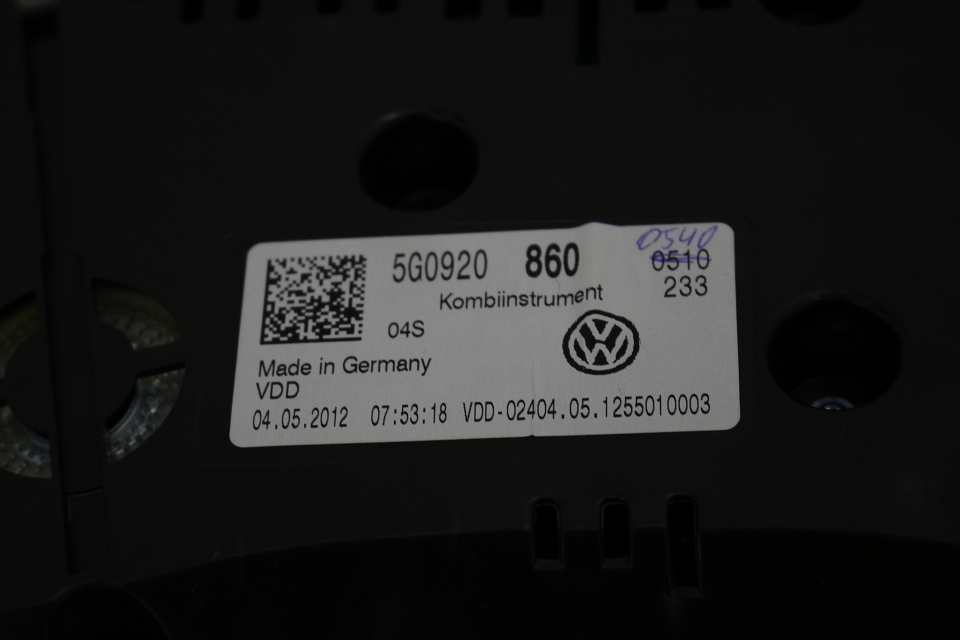 0540
5G0920 860 0510
Kombiinstrument 233
04S
Made in Germany
VDD
04.05.2012 07:53:18 VDD-02404.05.1255010003